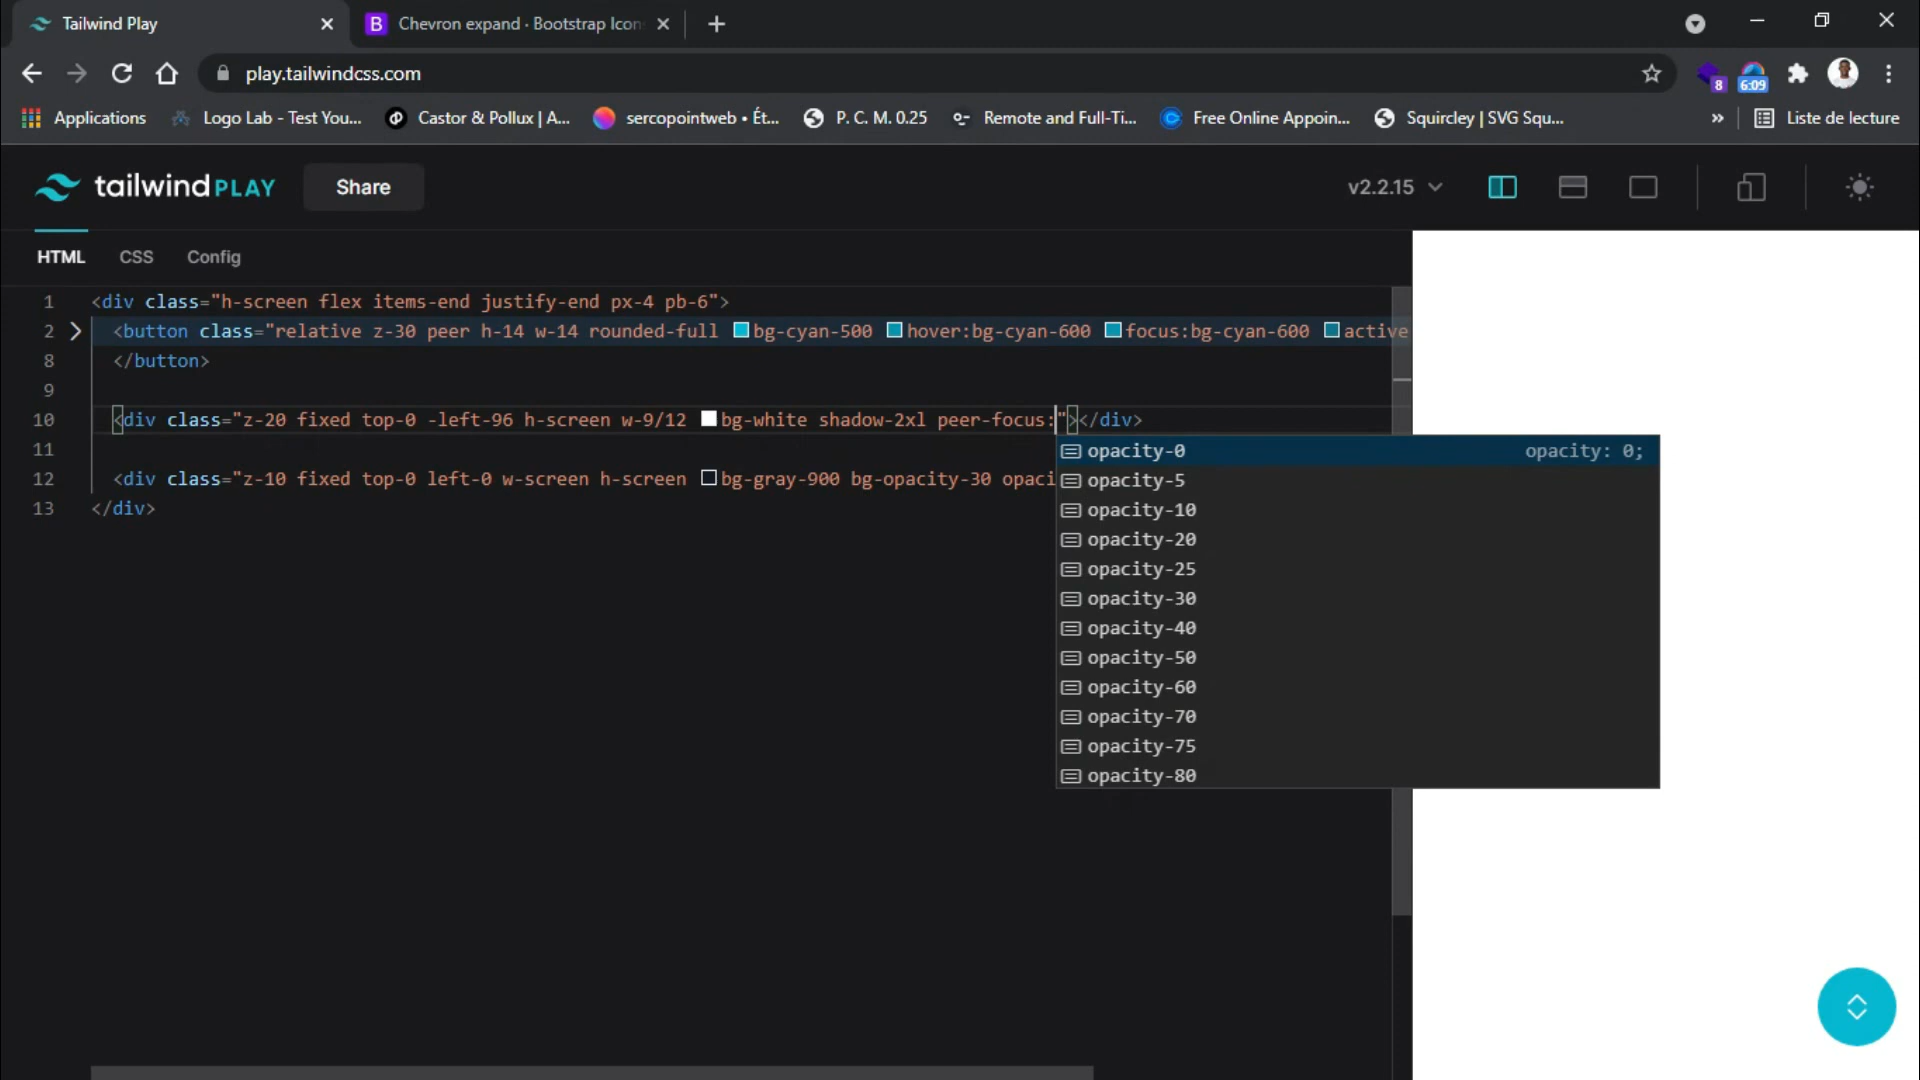 Tailwind Play
B Chevron expand · Bootstrap Icon
play.tailwindcss.com
8
6:09
Applications
Logo Lab - Test You...
Castor & Pollux | A...
sercopointweb • Ét...
P. C. M. 0.25
Remote and Full-Ti...
Free Online Appoin...
Squircley | SVG Squ...
»
Liste de lecture
tailwind PLAY
Share
v2.2.15
HTML CSS Config
1 <div class="h-screen flex items-end justify-end px-4 pb-6">
2 <button class="relative z-30 peer h-14 w-14 rounded-full bg-cyan-500 hover:bg-cyan-600 focus:bg-cyan-600 active
8 </button>
9
10 <div class="z-20 fixed top-0 -left-96 h-screen w-9/12 bg-white shadow-2xl peer-focus:"></div>
11
12 <div class="z-10 fixed top-0 left-0 w-screen h-screen bg-gray-900 bg-opacity-30 opaci
13 </div>
opacity-0 opacity: 0;
opacity-5
opacity-10
opacity-20
opacity-25
opacity-30
opacity-40
opacity-50
opacity-60
opacity-70
opacity-75
opacity-80